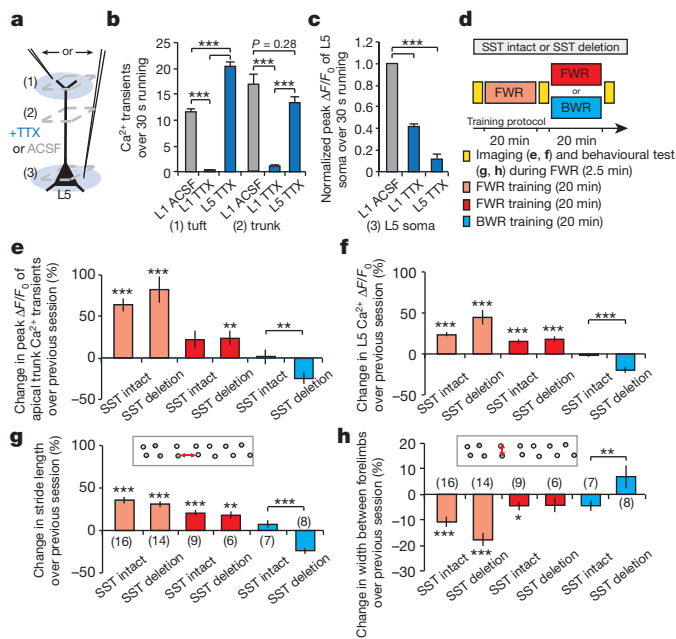 a
or
(1)
(2)
+TTX
or ACSF
(3)
L5
b
Ca2+ transients
over 30 s running
25
20
15
10
5
0
***
***
P = 0.28
***
***
L1 ACSF
L1 TTX
L5 TTX
L1 ACSF
L1 TTX
L5 TTX
(1) tuft
(2) trunk
c
Normalized peak ΔF/F0 of L5
soma over 30 s running
1.2
1.0
0.8
0.6
0.4
0.2
0
***
L1 ACSF
L1 TTX
L5 TTX
(3) L5 soma
d
SST intact or SST deletion
FWR
FWR
or
BWR
Training protocol
20 min
20 min
Imaging (e, f) and behavioural test
(g, h) during FWR (2.5 min)
FWR training (20 min)
FWR training (20 min)
BWR training (20 min)
e
Change in peak ΔF/F0 of
apical trunk Ca2+ transients
over previous session (%)
100
50
0
−50
***
***
**
**
SST intact
SST deletion
SST intact
SST deletion
SST intact
SST deletion
f
Change in L5 Ca2+ ΔF/F0
over previous session (%)
100
50
0
−50
***
***
***
***
***
SST intact
SST deletion
SST intact
SST deletion
SST intact
SST deletion
g
Change in stride length
over previous session (%)
100
50
0
−50
***
***
***
**
***
(16)
(14)
(9)
(6)
(7)
(8)
SST intact
SST deletion
SST intact
SST deletion
SST intact
SST deletion
h
Change in width between forelimbs
over previous session (%)
20
10
0
−10
−20
−30
(16)
(14)
(9)
(6)
(7)
(8)
**
***
***
*
SST intact
SST deletion
SST intact
SST deletion
SST intact
SST deletion